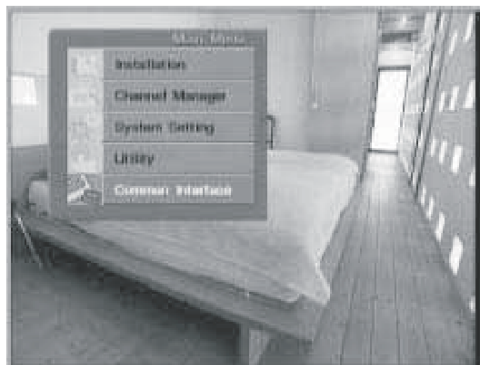 Main Menu
Installation
Channel Manager
System Setting
Utility
Common Interface